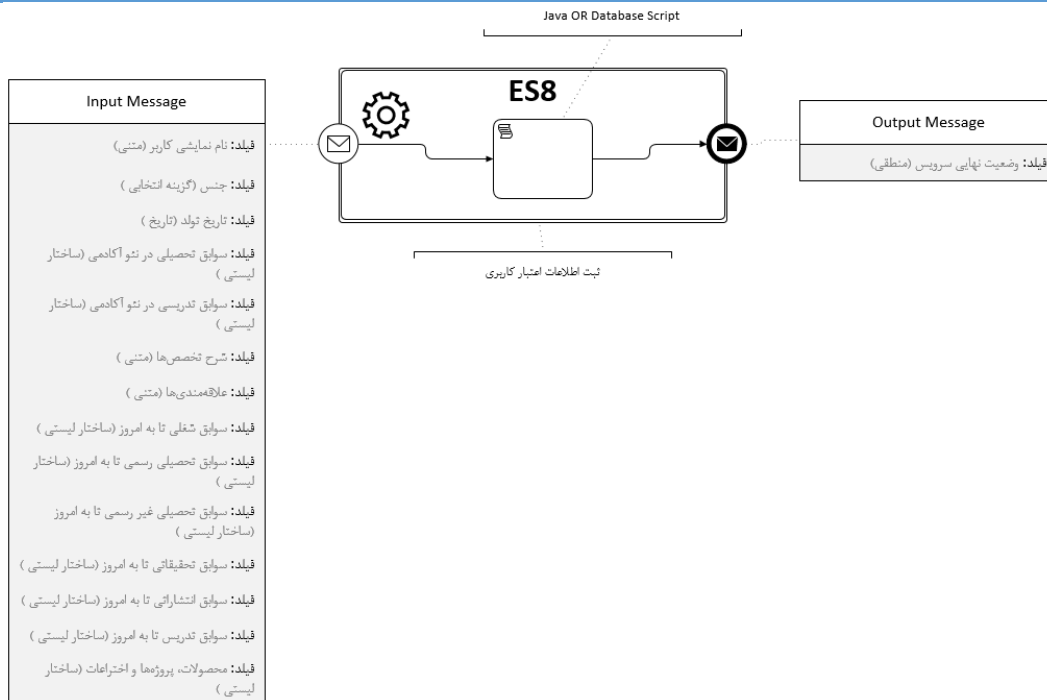 Java OR Database Script
ES8
Input Message
فیلد: نام نمایشی کاربر (متنی)
فیلد: جنس (گزینه انتخابی )
فیلد: تاریخ تولد (تاریخ )
فیلد: سوابق تحصیلی در نئو آکادمی (ساختار
لیستی )
فیلد: سوابق تدریسی در نئو آکادمی (ساختار
لیستی )
فیلد: شرح تخصص‌ها (متنی )
فیلد: علاقه‌مندی‌ها (متنی )
فیلد: سوابق شغلی تا به امروز (ساختار لیستی )
فیلد: سوابق تحصیلی رسمی تا به امروز (ساختار
لیستی )
فیلد: سوابق تحصیلی غیر رسمی تا به امروز
(ساختار لیستی )
فیلد: سوابق تحقیقاتی تا به امروز (ساختار لیستی )
فیلد: سوابق انتشاراتی تا به امروز (ساختار لیستی )
فیلد: سوابق تدریس تا به امروز (ساختار لیستی )
فیلد: محصولات، پروژه‌ها و اختراعات (ساختار
لیستی )
Output Message
فیلد: وضعیت نهایی سرویس (منطقی)
ثبت اطلاعات اعتبار کاربری